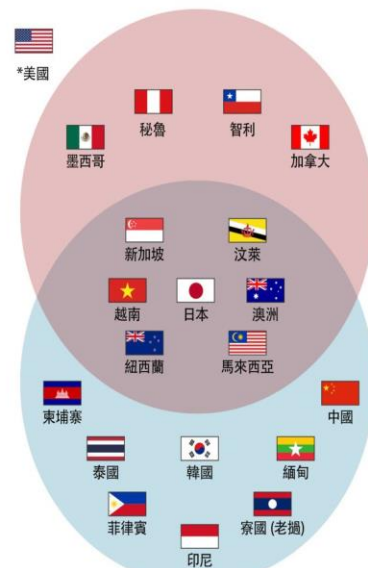 *美國
秘魯 智利
墨西哥 加拿大
新加坡 汶萊
越南 日本 澳洲
紐西蘭 馬來西亞
柬埔寨 中國
泰國 韓國 緬甸
菲律賓 寮國 (老撾)
印尼